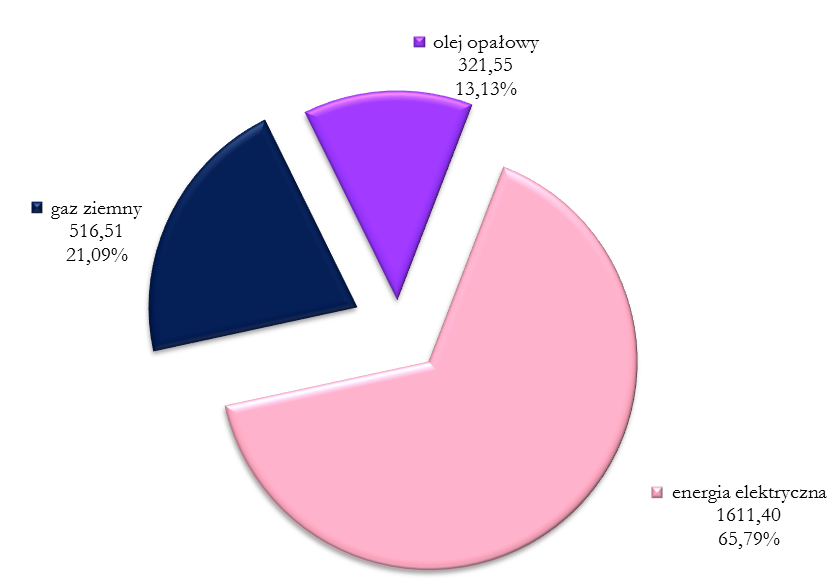 olej opałowy
321,55
13,13%
gaz ziemny
516,51
21,09%
energia elektryczna
1611,40
65,79%